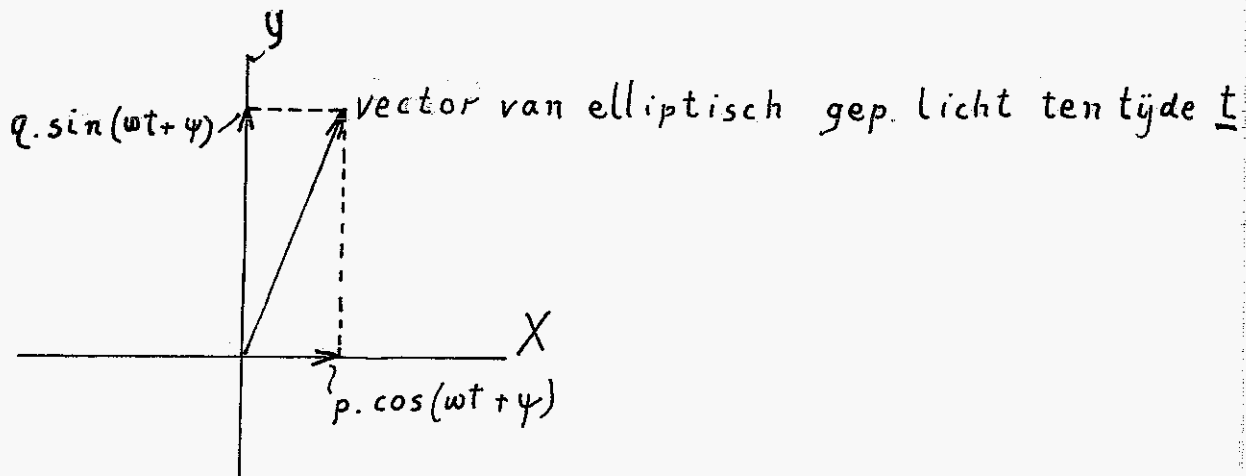 y
q.sin(ωt+ψ) vector van elliptisch gep. licht ten tijde t
X
p.cos(ωt+ψ)